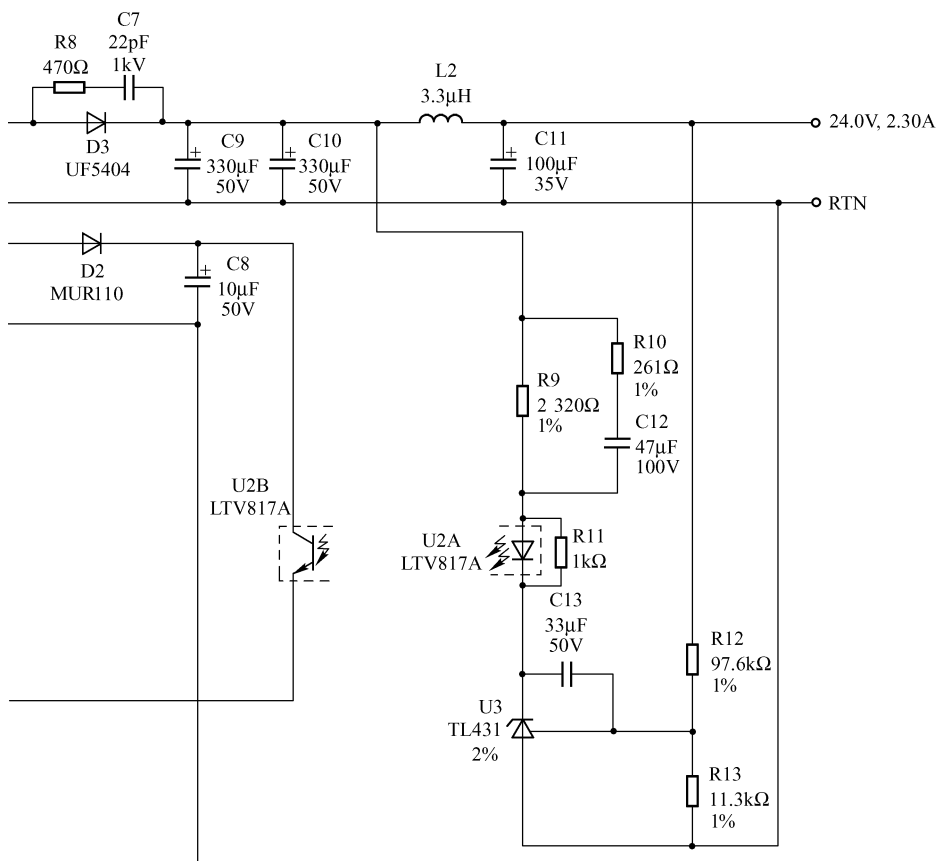 C7
22pF
1kV
R8
470Ω
D3
UF5404
C9
330μF
50V
C10
330μF
50V
L2
3.3μH
C11
100μF
35V
24.0V, 2.30A
RTN
D2
MUR110
C8
10μF
50V
R10
261Ω
1%
R9
2 320Ω
1%
C12
47μF
100V
U2B
LTV817A
U2A
LTV817A
R11
1kΩ
C13
33μF
50V
R12
97.6kΩ
1%
U3
TL431
2%
R13
11.3kΩ
1%